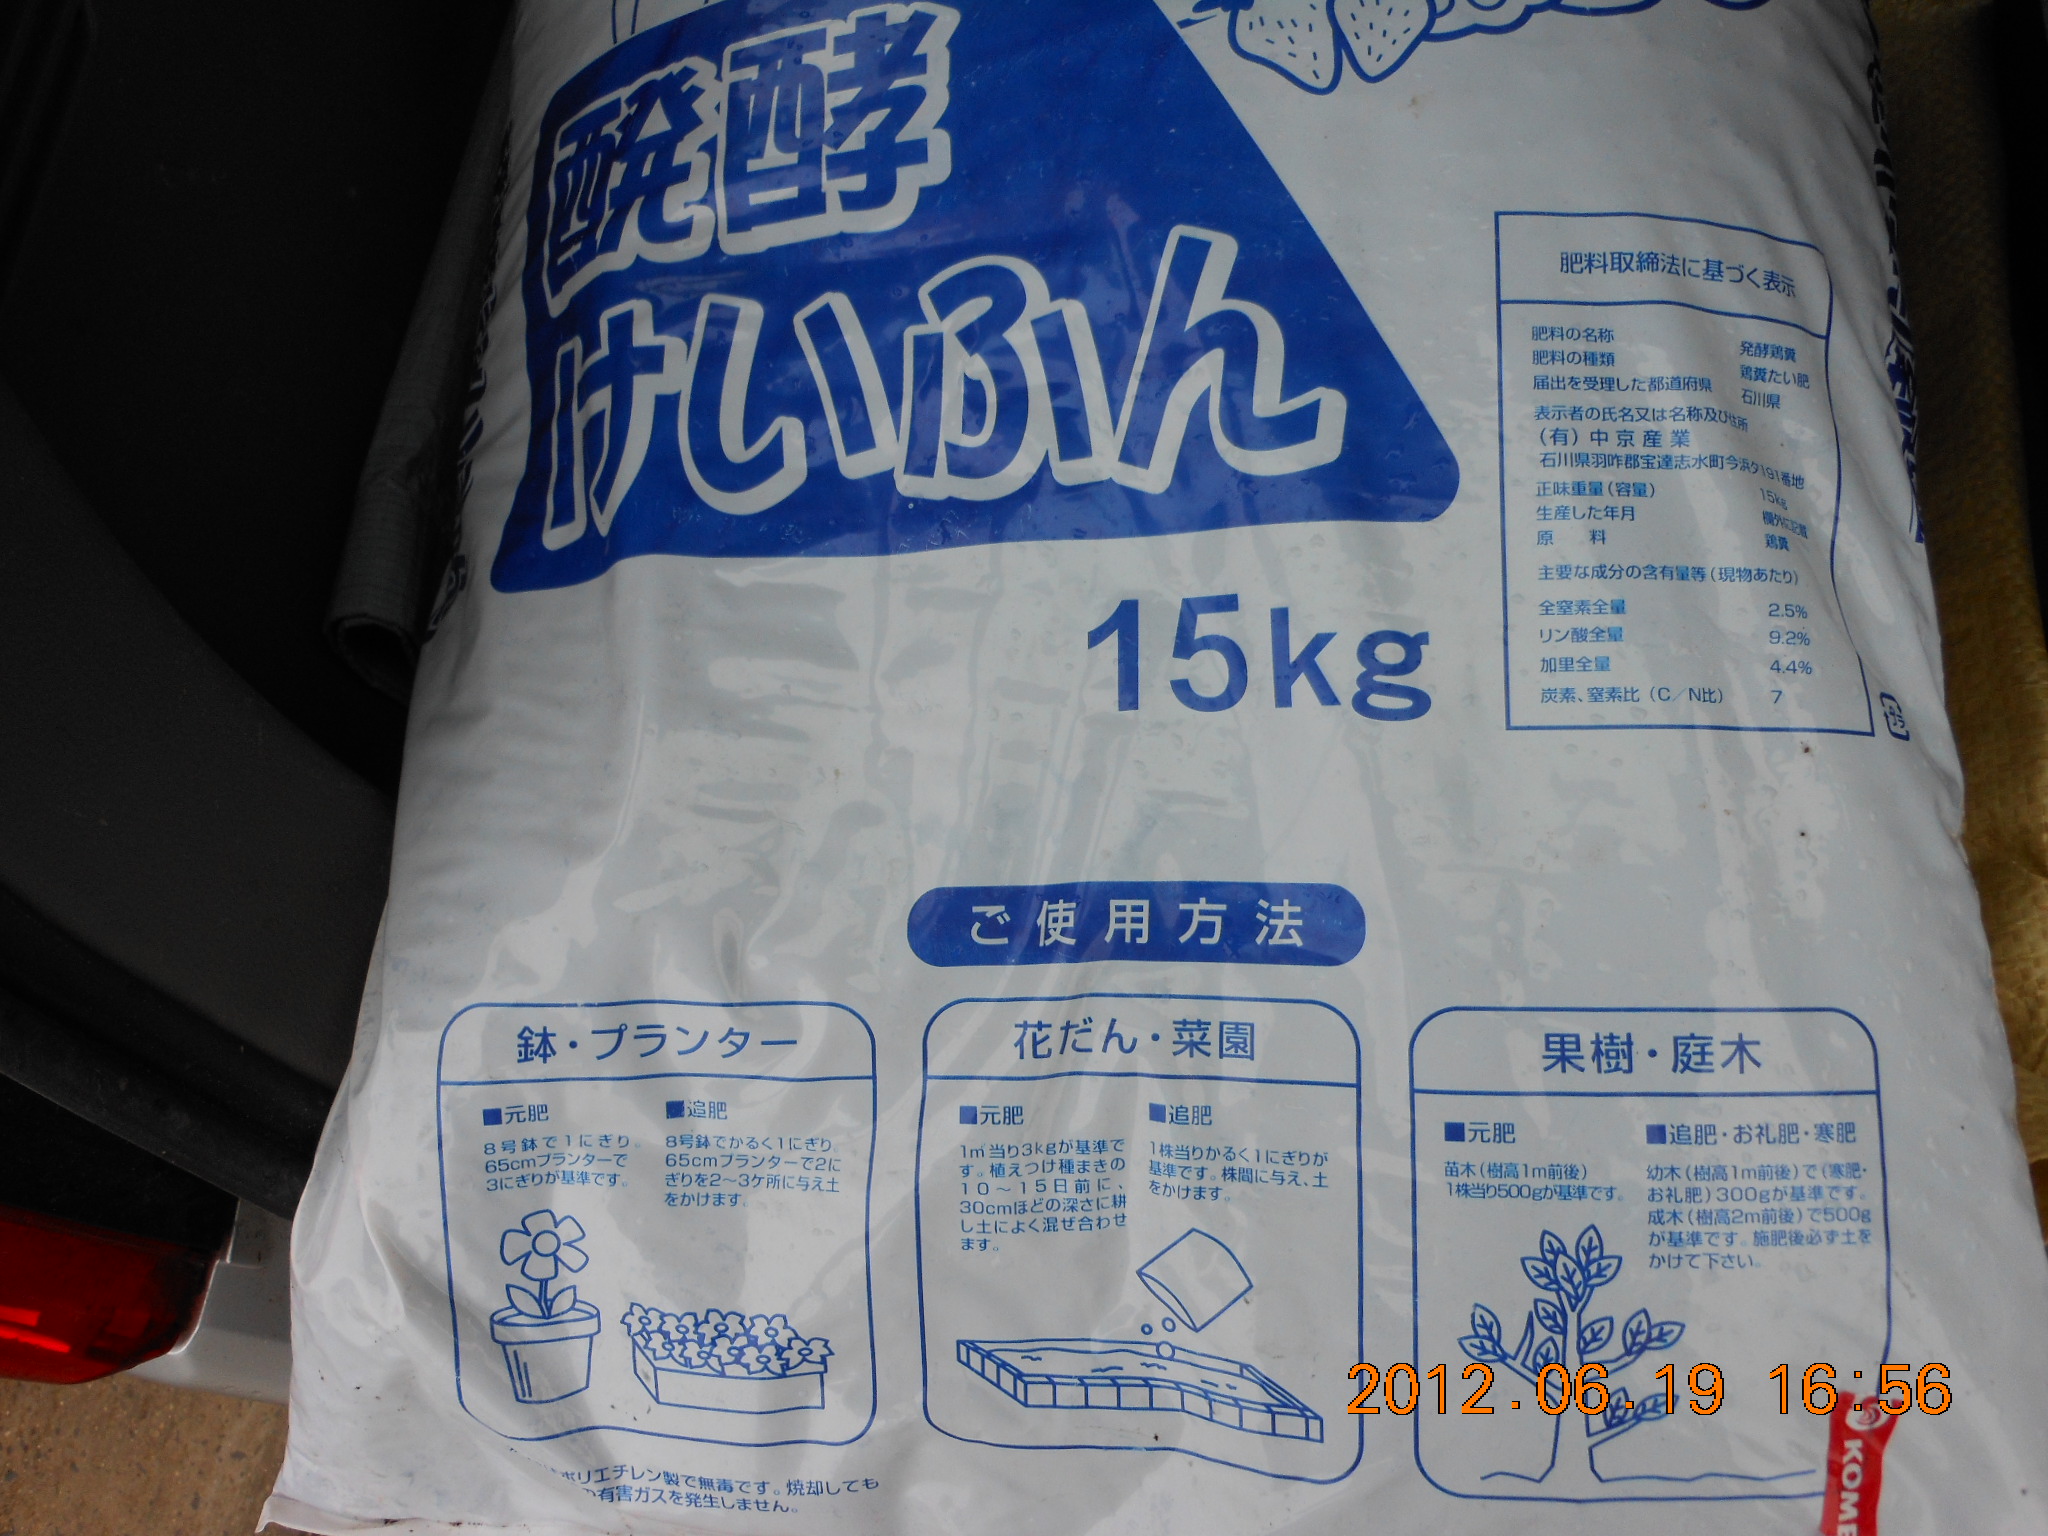 醗酵
けいふん
15kg
肥料取締法に基づく表示
肥料の名称 発酵鶏糞
肥料の種類 鶏糞たい肥
届出を受理した都道府県 石川県
表示者の氏名又は名称及び住所
(有)中京産業
石川県羽咋郡宝達志水町今浜タ191番地
正味重量(容量) 15kg
生産した年月 欄外に記載
原 料 鶏糞
主要な成分の含有量等(現物あたり)
全窒素全量 2.5%
リン酸全量 9.2%
加里全量 4.4%
炭素、窒素比(C/N比) 7
ご使用方法
鉢・プランター
■元肥
8号鉢で1にぎり。
65cmプランターで
3にぎりが基準です。
■追肥
8号鉢でかるく1にぎり。
65cmプランターで2に
ぎりを2〜3ケ所に与え土
をかけます。
花だん・菜園
■元肥
1㎡当り3kgが基準で
す。植えつけ種まきの
10〜15日前に、
30cmほどの深さに耕
し土によく混ぜ合わせ
ます。
■追肥
1株当りかるく1にぎりが
基準です。株間に与え、土
をかけます。
果樹・庭木
■元肥
苗木(樹高1m前後)
1株当り500gが基準です。
■追肥・お礼肥・寒肥
幼木(樹高1m前後)で(寒肥・
お礼肥)300gが基準です。
成木(樹高2m前後)で500g
が基準です。施肥後必ず土を
かけて下さい。
ポリエチレン製で無毒です。焼却しても
有害ガスを発生しません。
2012.06.19 16:56
KOME